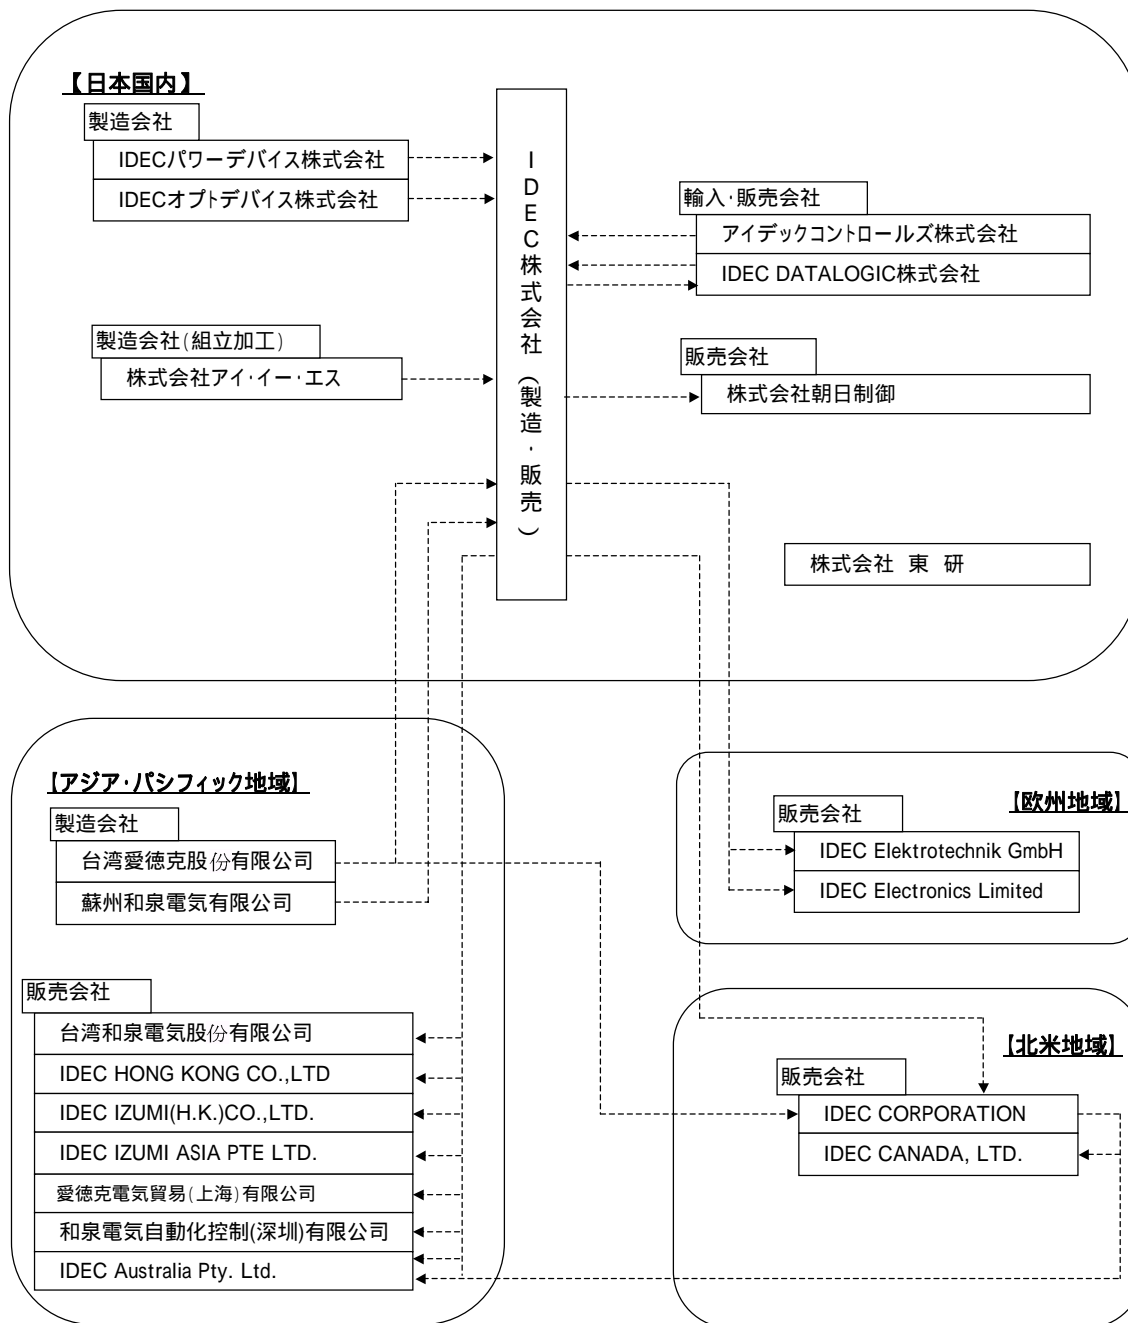 【日本国内】
製造会社
IDECパワーデバイス株式会社
IDECオプトデバイス株式会社
製造会社(組立加工)
株式会社アイ・イー・エス
IDEC株式会社(製造・販売)
輸入・販売会社
アイデックコントロールズ株式会社
IDEC DATALOGIC株式会社
販売会社
株式会社朝日制御
株式会社 東 研
【アジア・パシフィック地域】
製造会社
台湾愛徳克股份有限公司
蘇州和泉電気有限公司
販売会社
台湾和泉電気股份有限公司
IDEC HONG KONG CO.,LTD
IDEC IZUMI(H.K.)CO.,LTD.
IDEC IZUMI ASIA PTE LTD.
愛徳克電気貿易(上海)有限公司
和泉電気自動化控制(深圳)有限公司
IDEC Australia Pty. Ltd.
【欧州地域】
販売会社
IDEC Elektrotechnik GmbH
IDEC Electronics Limited
【北米地域】
販売会社
IDEC CORPORATION
IDEC CANADA, LTD.